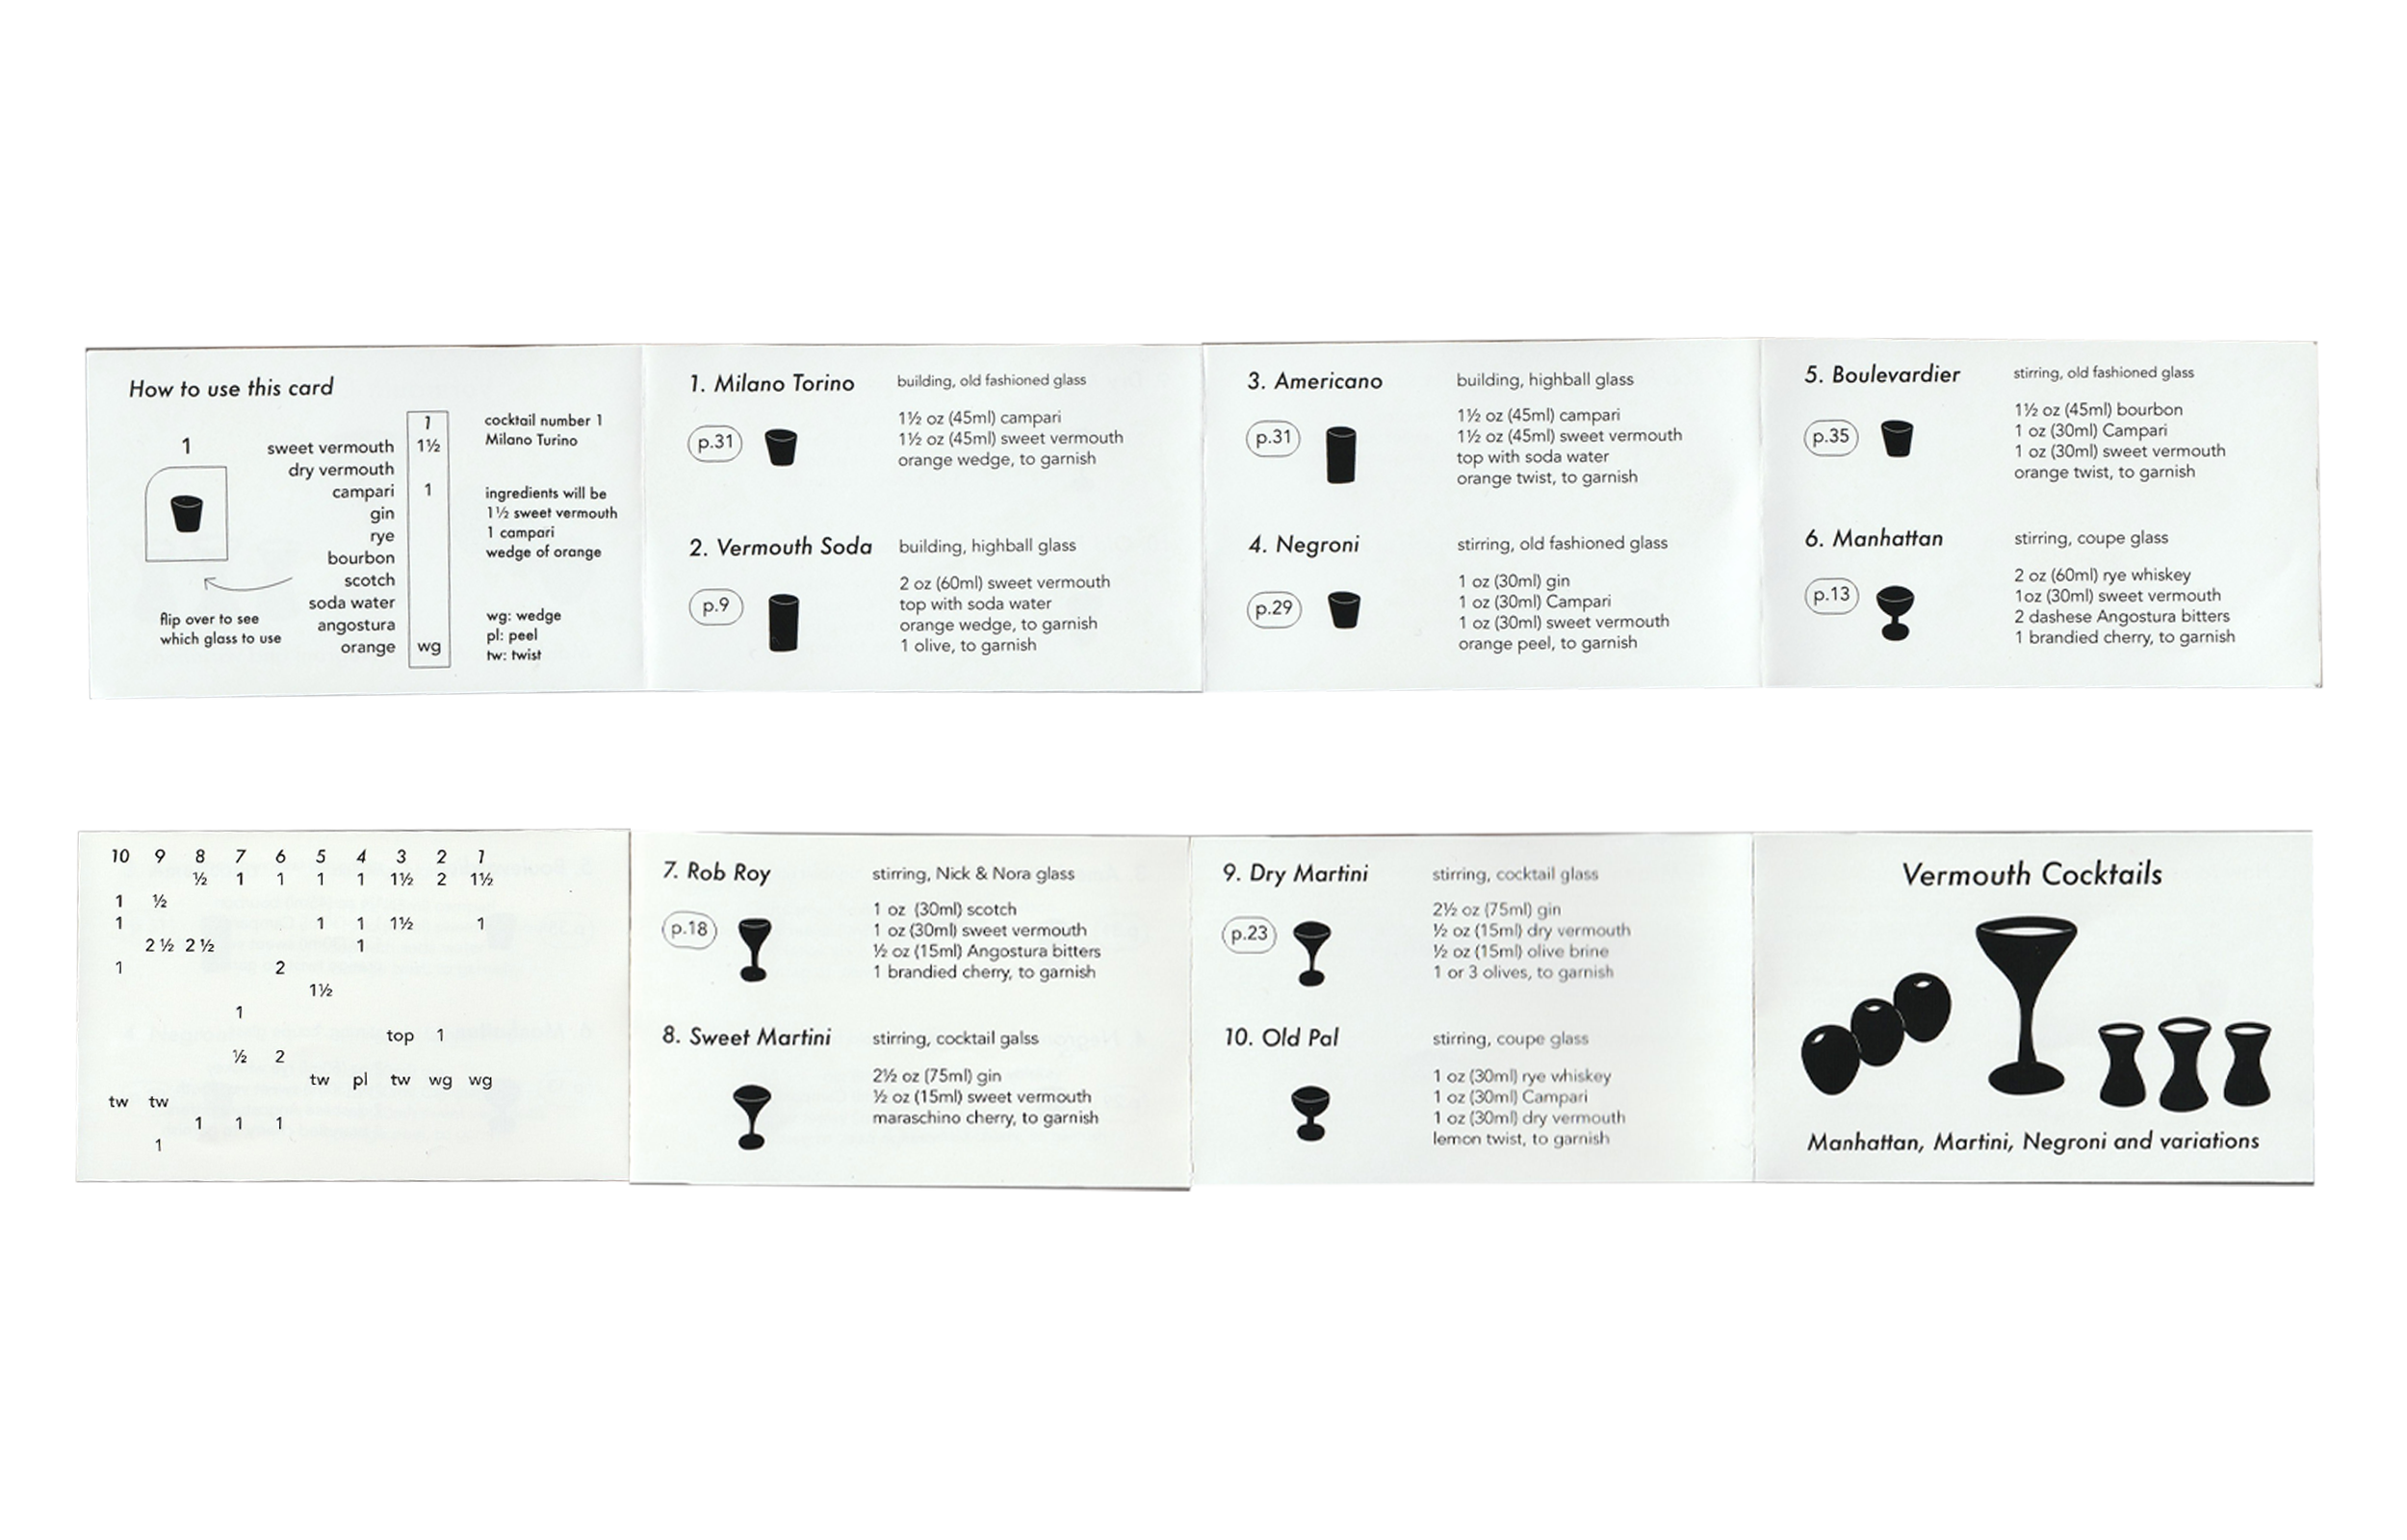 How to use this card
1
1
sweet vermouth 1½
dry vermouth
campari 1
gin
rye
bourbon
scotch
soda water
angostura
orange wg
flip over to see
which glass to use
cocktail number 1
Milano Turino
ingredients will be
1½ sweet vermouth
1 campari
wedge of orange
wg: wedge
pl: peel
tw: twist
1. Milano Torino
p.31
building, old fashioned glass
1½ oz (45ml) campari
1½ oz (45ml) sweet vermouth
orange wedge, to garnish
2. Vermouth Soda
p.9
building, highball glass
2 oz (60ml) sweet vermouth
top with soda water
orange wedge, to garnish
1 olive, to garnish
3. Americano
p.31
building, highball glass
1½ oz (45ml) campari
1½ oz (45ml) sweet vermouth
top with soda water
orange twist, to garnish
4. Negroni
p.29
stirring, old fashioned glass
1 oz (30ml) gin
1 oz (30ml) Campari
1 oz (30ml) sweet vermouth
orange peel, to garnish
5. Boulevardier
p.35
stirring, old fashioned glass
1½ oz (45ml) bourbon
1 oz (30ml) Campari
1 oz (30ml) sweet vermouth
orange twist, to garnish
6. Manhattan
p.13
stirring, coupe glass
2 oz (60ml) rye whiskey
1oz (30ml) sweet vermouth
2 dashese Angostura bitters
1 brandied cherry, to garnish
10 9 8 7 6 5 4 3 2 1
½ 1 1 1 1 1½ 2 1½
1 ½
1 1 1 1½ 1
2 ½ 2 ½ 1
1 2
1½
1
top 1
½ 2
tw pl tw wg wg
tw tw
1 1 1
1
7. Rob Roy
p.18
stirring, Nick & Nora glass
1 oz (30ml) scotch
1 oz (30ml) sweet vermouth
½ oz (15ml) Angostura bitters
1 brandied cherry, to garnish
8. Sweet Martini
stirring, cocktail galss
2½ oz (75ml) gin
½ oz (15ml) sweet vermouth
maraschino cherry, to garnish
9. Dry Martini
p.23
stirring, cocktail glass
2½ oz (75ml) gin
½ oz (15ml) dry vermouth
½ oz (15ml) olive brine
1 or 3 olives, to garnish
10. Old Pal
stirring, coupe glass
1 oz (30ml) rye whiskey
1 oz (30ml) Campari
1 oz (30ml) dry vermouth
lemon twist, to garnish
Vermouth Cocktails
Manhattan, Martini, Negroni and variations